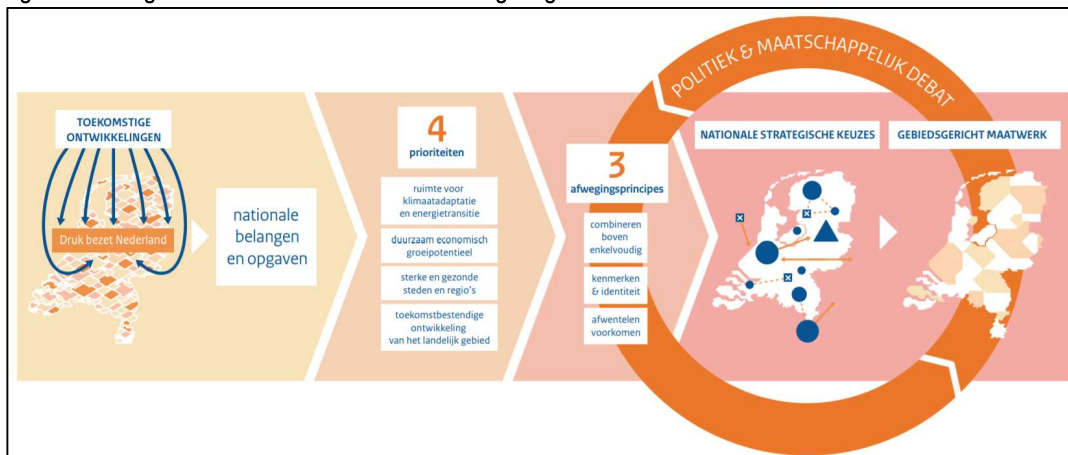 TOEKOMSTIGE
ONTWIKKELINGEN
Druk bezet Nederland
nationale
belangen
en opgaven
4
prioriteiten
ruimte voor
klimaatadaptatie
en energietransitie
duurzaam economisch
groeipotentieel
sterke en gezonde
steden en regio's
toekomstbestendige
ontwikkeling
van het landelijk gebied
3
afwegingsprincipes
combineren
boven
enkelvoudig
kenmerken
& identiteit
afwentelen
voorkomen
POLITIEK & MAATSCHAPPELIJK DEBAT
NATIONALE STRATEGISCHE KEUZES
GEBIEDSGERICHT MAATWERK